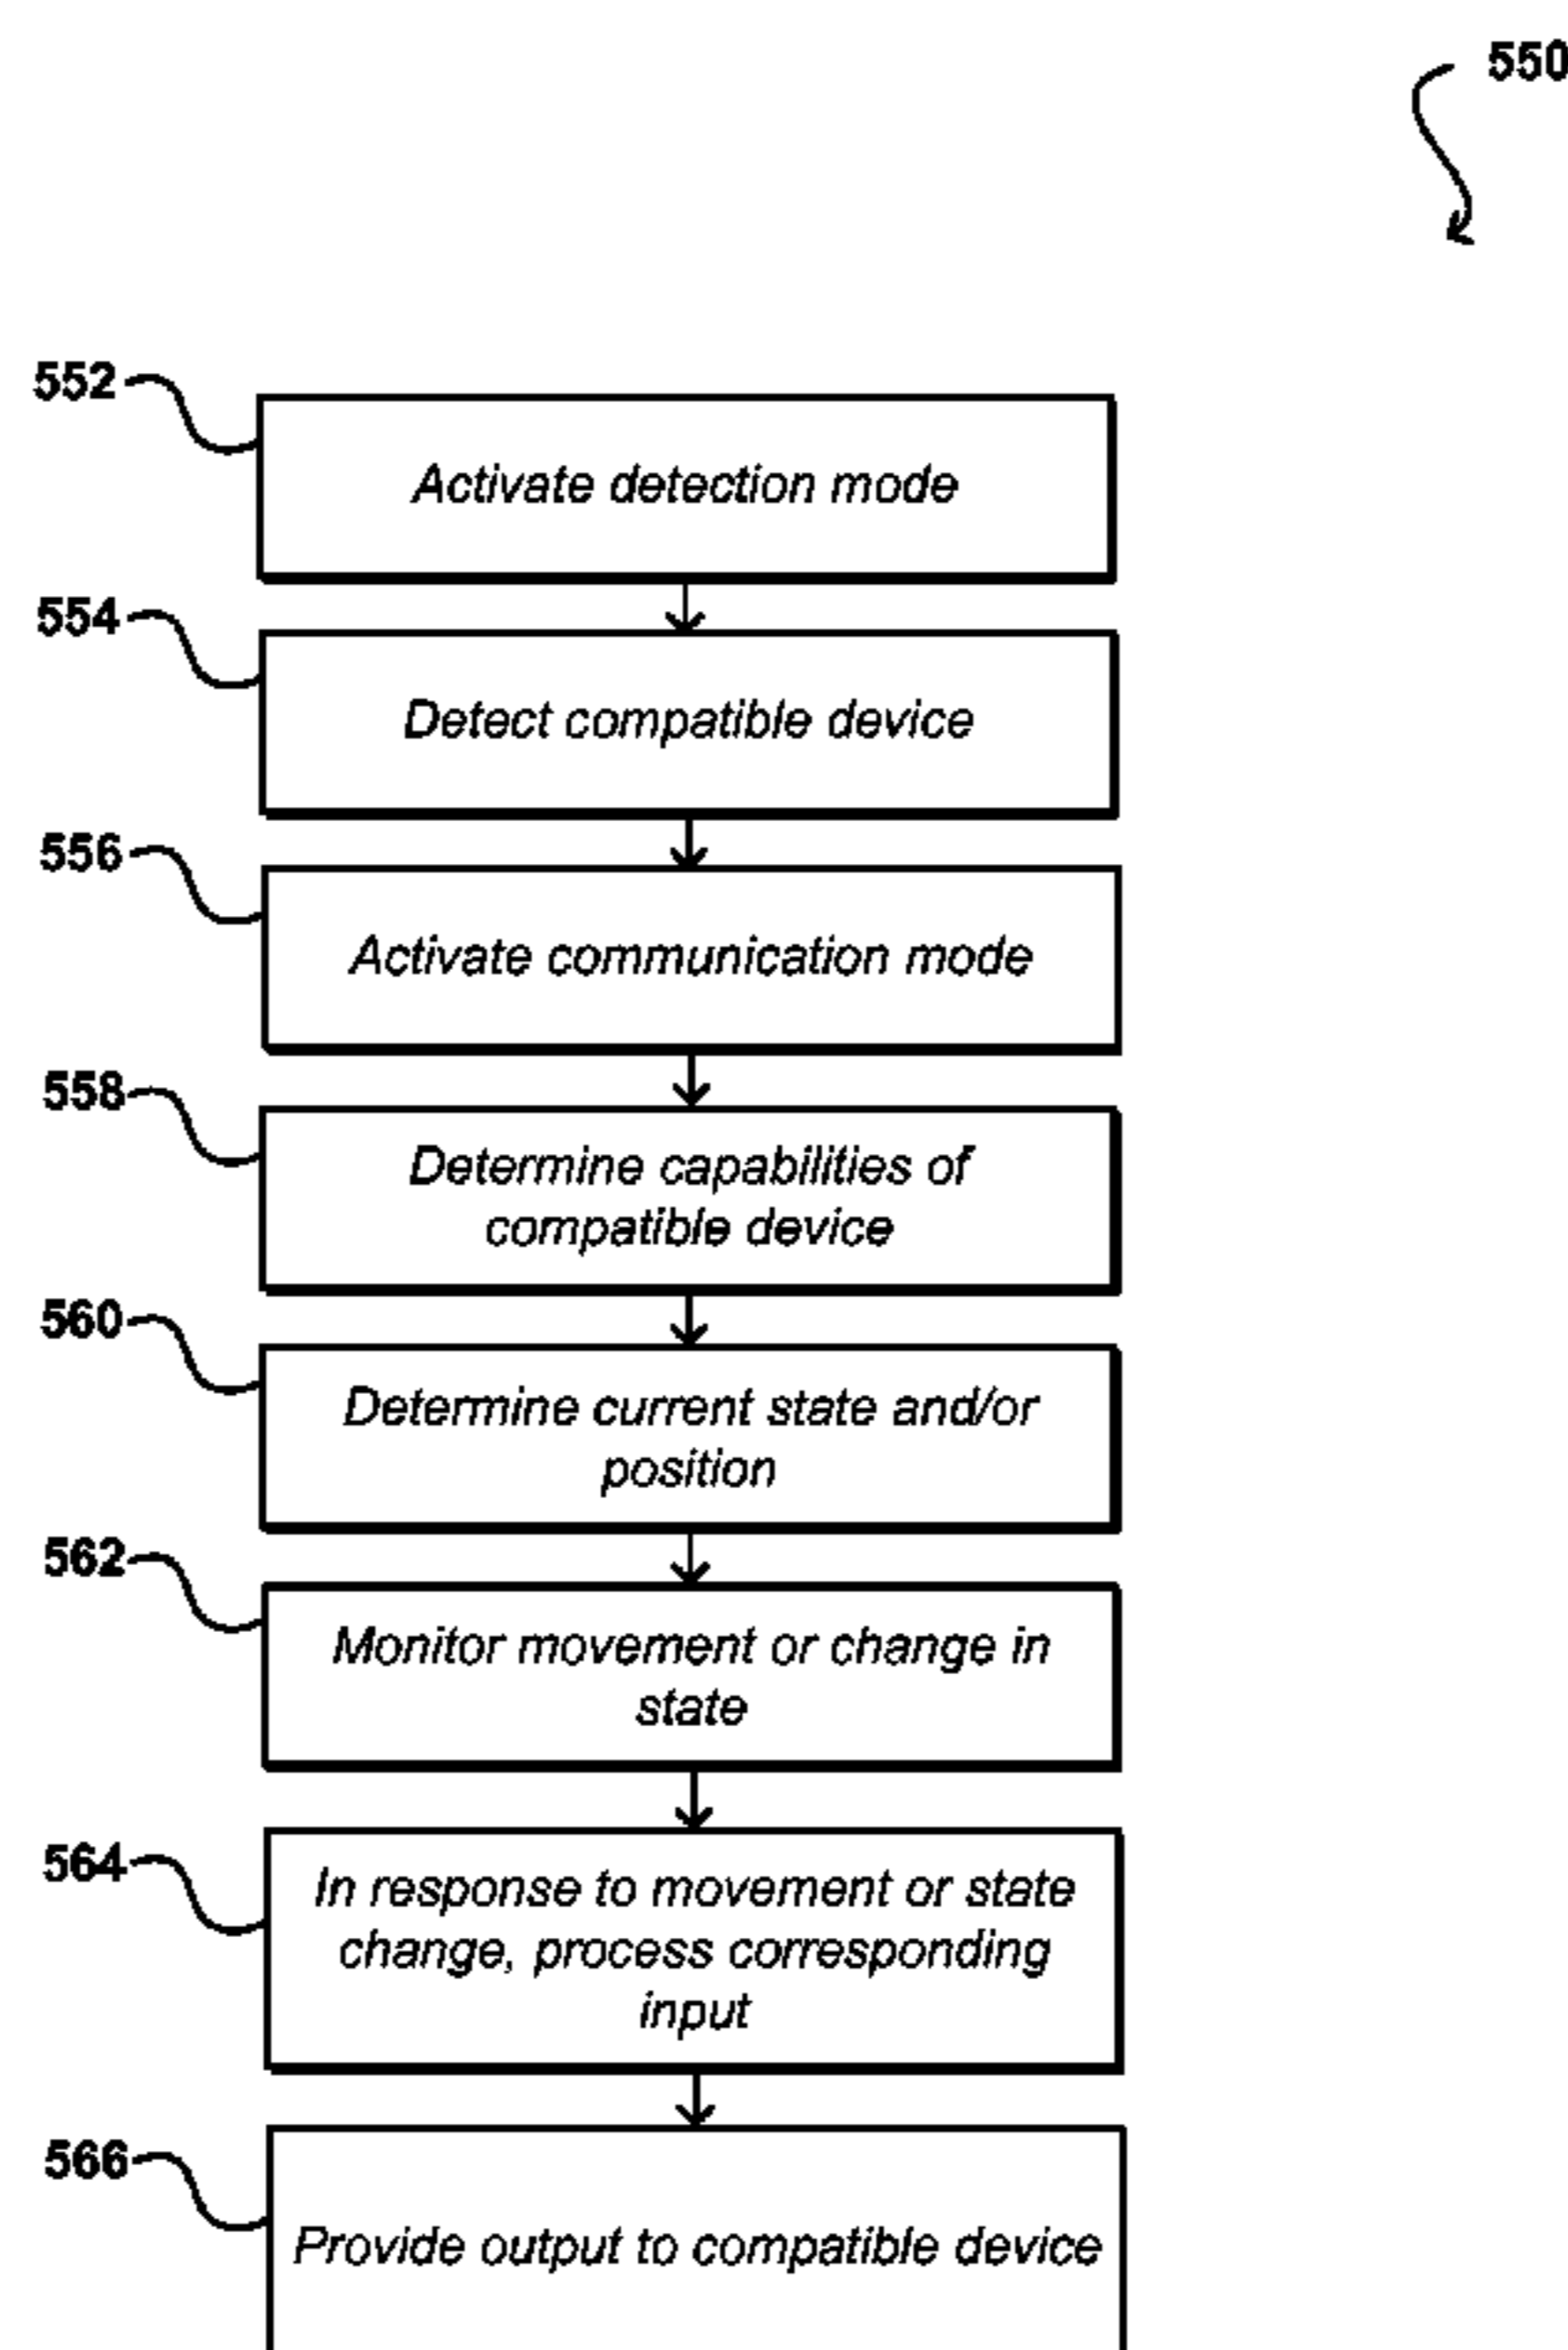 550
552
Activate detection mode
554
Detect compatible device
556
Activate communication mode
558
Determine capabilities of
compatible device
560
Determine current state and/or
position
562
Monitor movement or change in
state
564
In response to movement or state
change, process corresponding
input
566
Provide output to compatible device